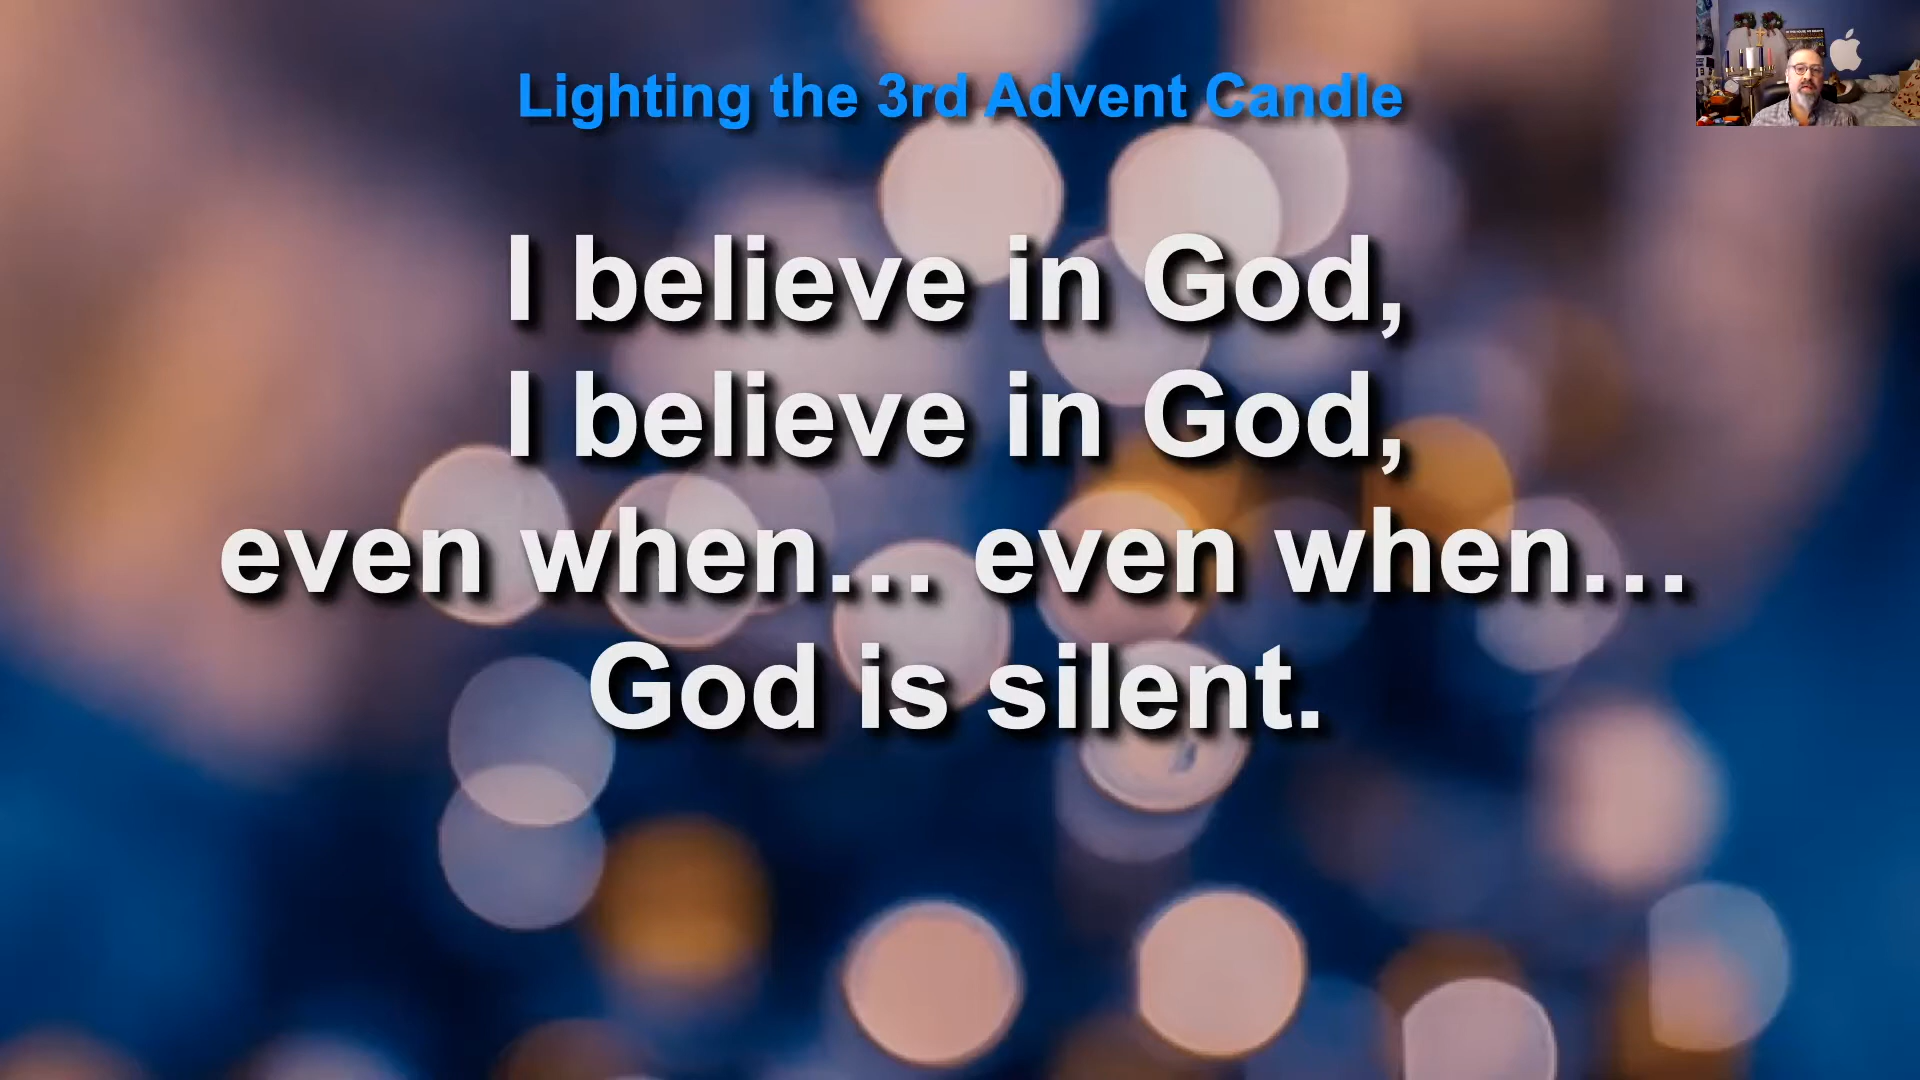 Lighting the 3rd Advent Candle
I believe in God,
I believe in God,
even when... even when...
God is silent.